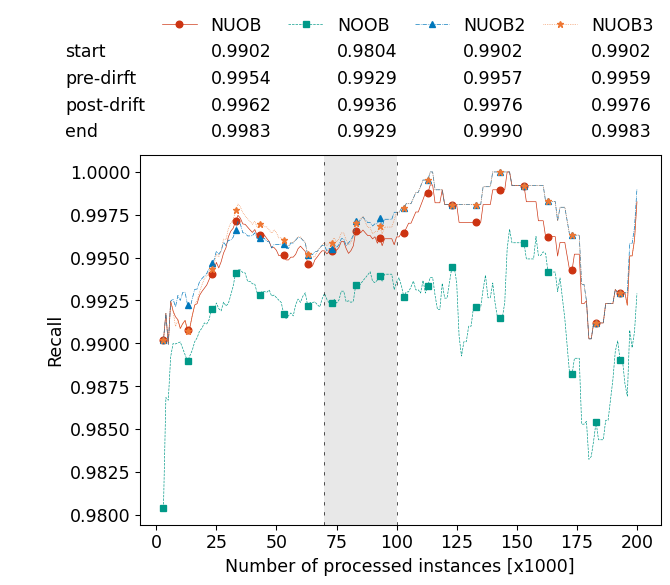 NUOB NOOB NUOB2 NUOB3
start 0.9902 0.9804 0.9902 0.9902
pre-dirft 0.9954 0.9929 0.9957 0.9959
post-drift 0.9962 0.9936 0.9976 0.9976
end 0.9983 0.9929 0.9990 0.9983
1.0000
0.9975
0.9950
0.9925
0.9900
0.9875
0.9850
0.9825
0.9800
Recall
0 25 50 75 100 125 150 175 200
Number of processed instances [x1000]